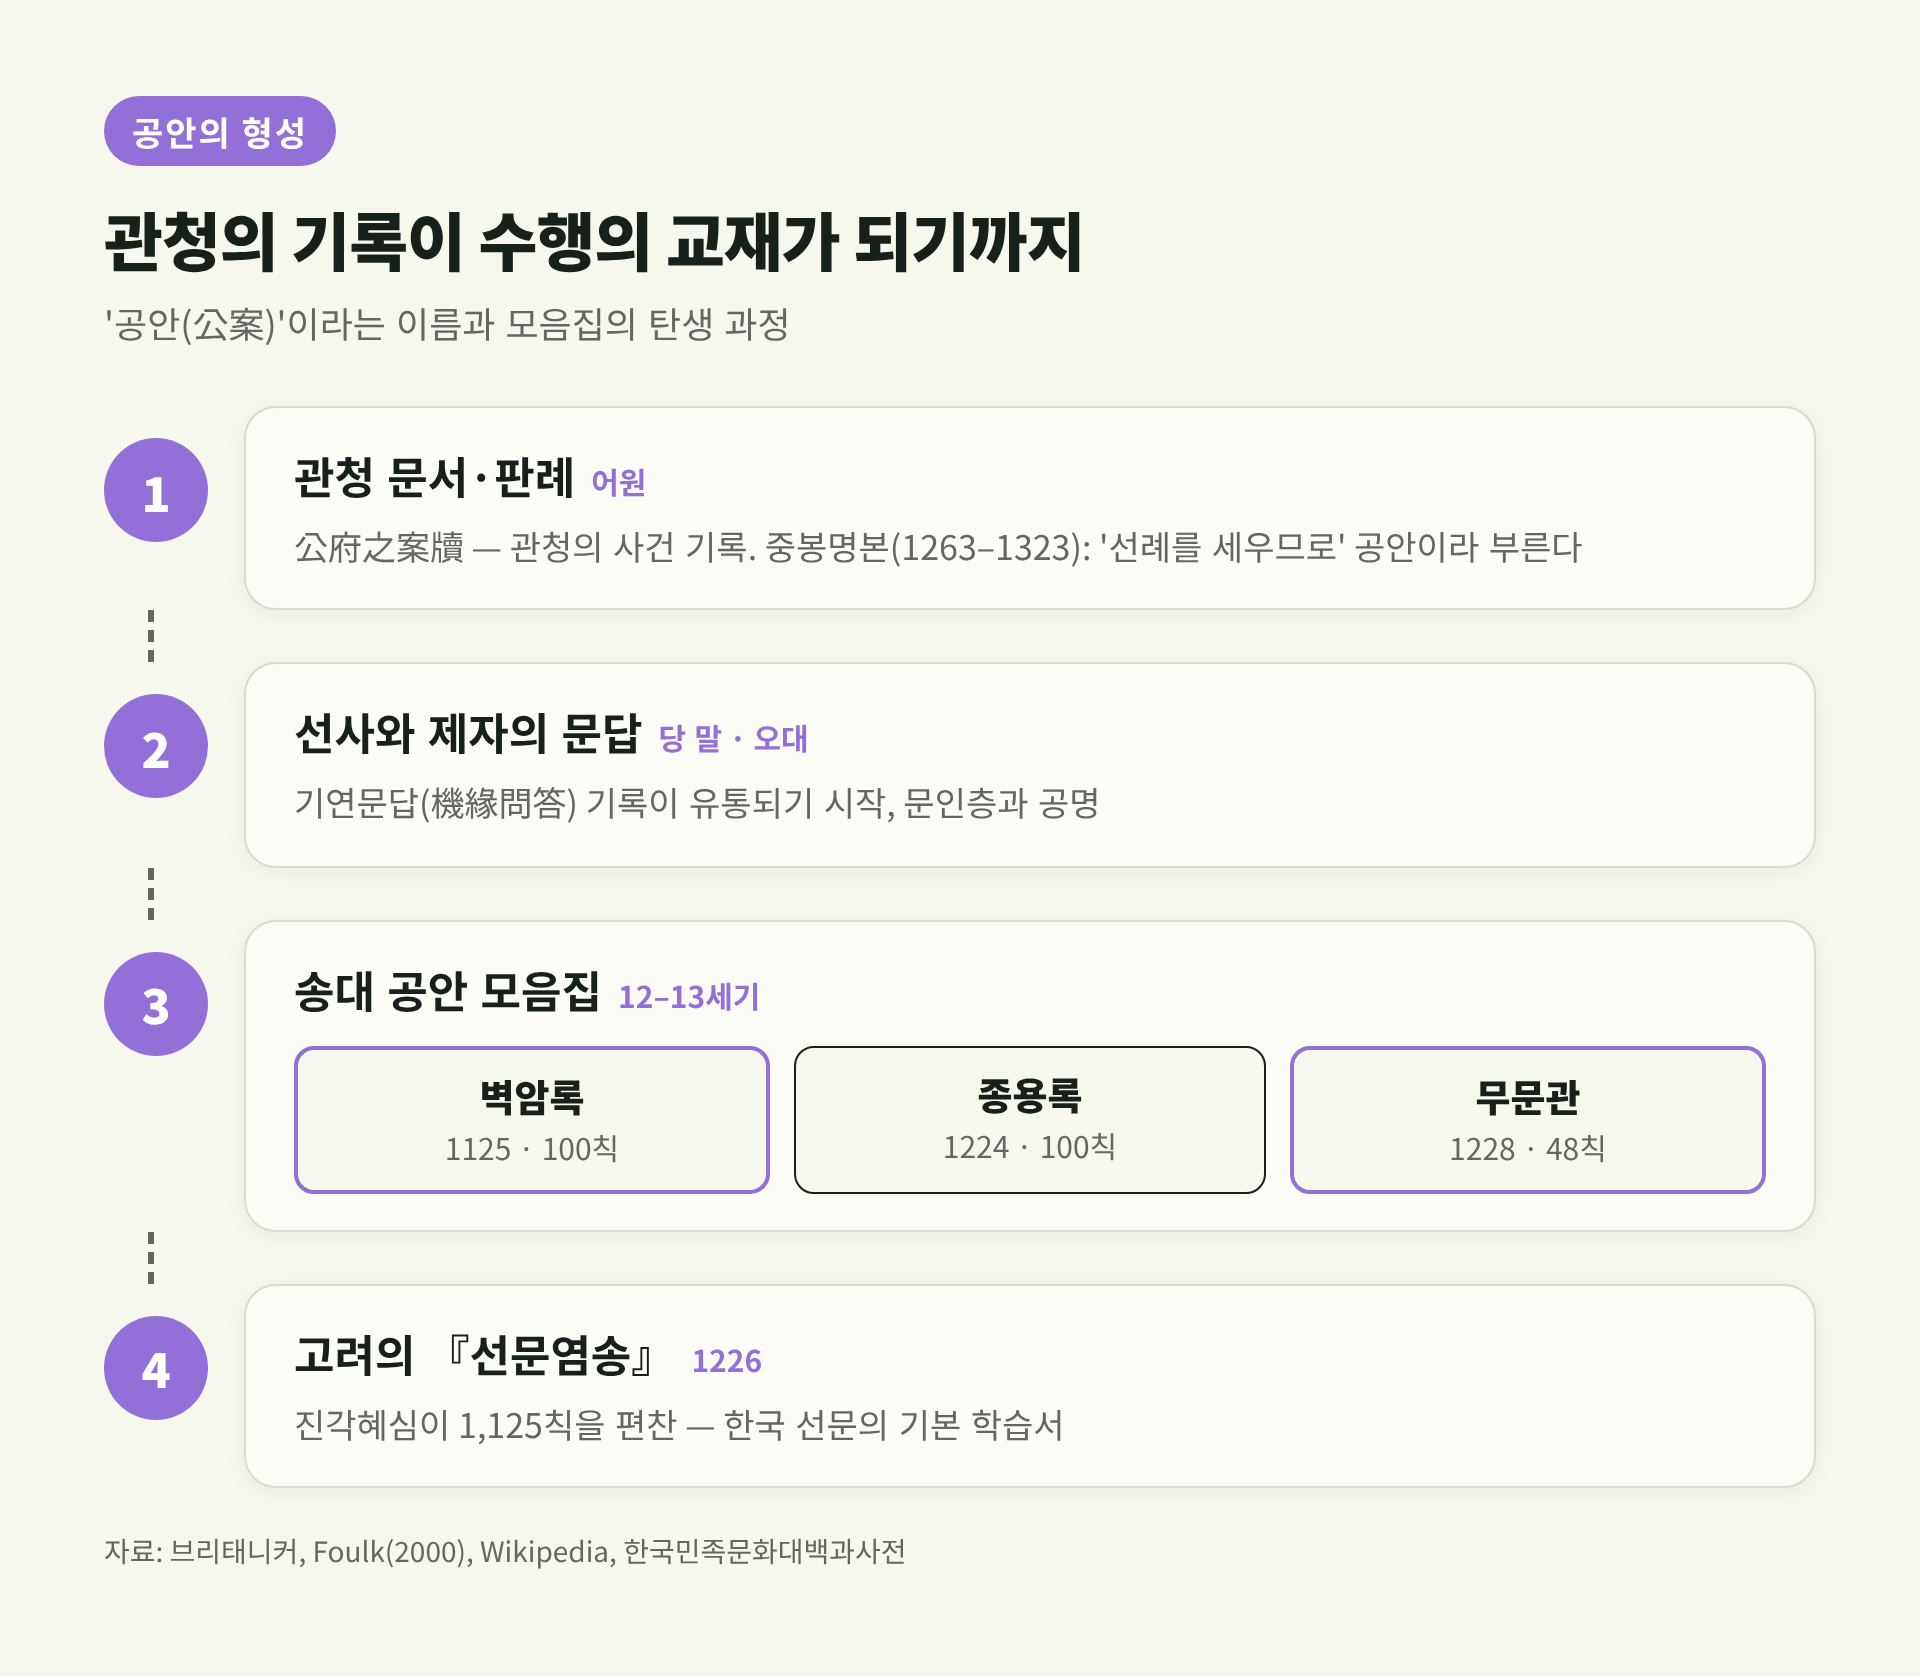 공안의 형성
관청의 기록이 수행의 교재가 되기까지
'공안(公案)'이라는 이름과 모음집의 탄생 과정
1
관청 문서·판례 어원
公府之案牘 — 관청의 사건 기록. 중봉명본(1263–1323): '선례를 세우므로' 공안이라 부른다
2
선사와 제자의 문답 당 말 · 오대
기연문답(機緣問答) 기록이 유통되기 시작, 문인층과 공명
3
송대 공안 모음집 12–13세기
벽암록
1125 · 100칙
종용록
1224 · 100칙
무문관
1228 · 48칙
4
고려의 『선문염송』 1226
진각혜심이 1,125칙을 편찬 — 한국 선문의 기본 학습서
자료: 브리태니커, Foulk(2000), Wikipedia, 한국민족문화대백과사전